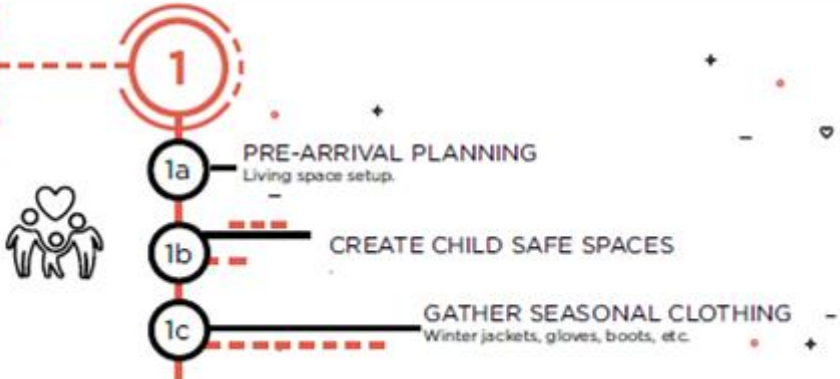 1
1a
PRE-ARRIVAL PLANNING
Living space setup.
1b
CREATE CHILD SAFE SPACES
1c
GATHER SEASONAL CLOTHING
Winter jackets, gloves, boots, etc.